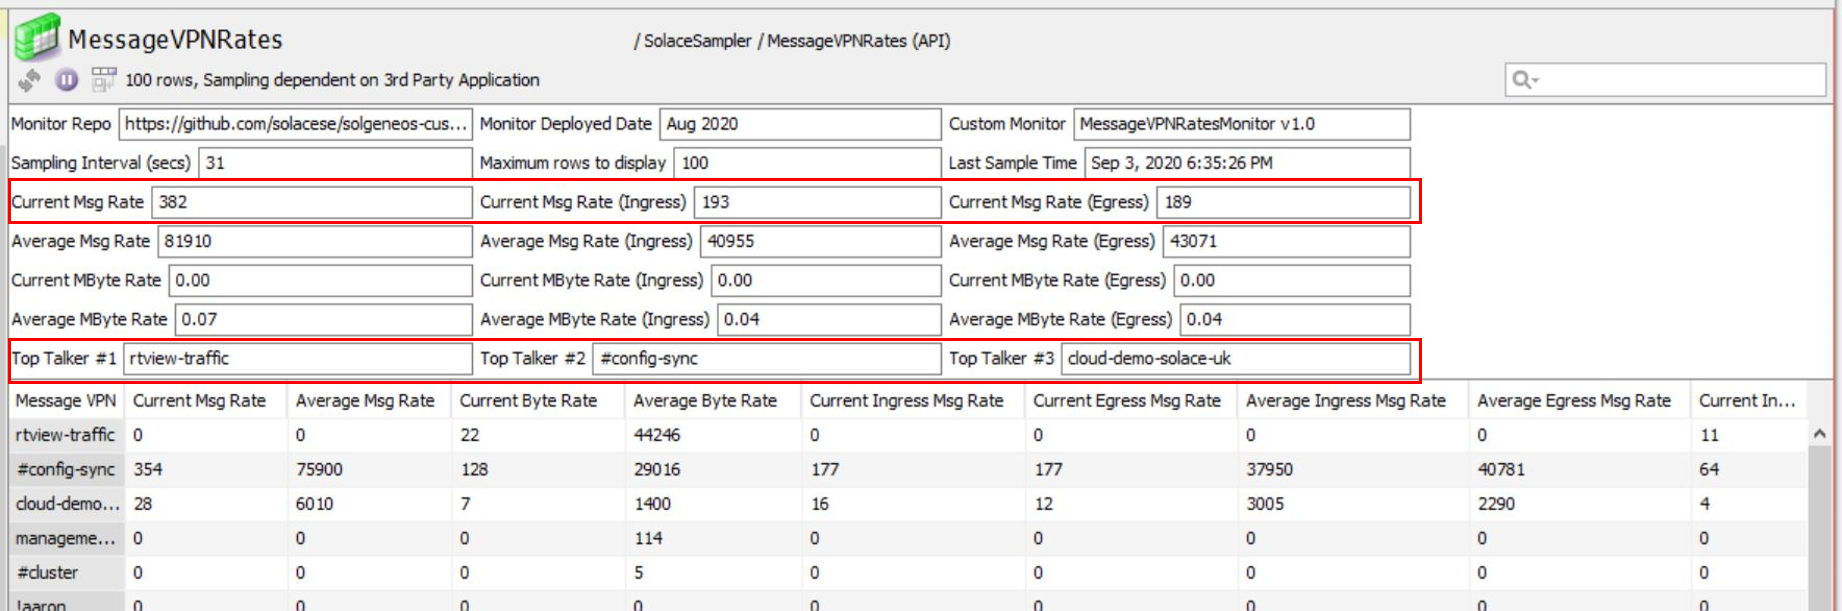 MessageVPNRates / SolaceSampler / MessageVPNRates (API)
100 rows, Sampling dependent on 3rd Party Application
Monitor Repo https://github.com/solacese/solgeneos-cus... Monitor Deployed Date Aug 2020 Custom Monitor MessageVPNRatesMonitor v1.0
Sampling Interval (secs) 31 Maximum rows to display 100 Last Sample Time Sep 3, 2020 6:35:26 PM
Current Msg Rate 382 Current Msg Rate (Ingress) 193 Current Msg Rate (Egress) 189
Average Msg Rate 81910 Average Msg Rate (Ingress) 40955 Average Msg Rate (Egress) 43071
Current MByte Rate 0.00 Current MByte Rate (Ingress) 0.00 Current MByte Rate (Egress) 0.00
Average MByte Rate 0.07 Average MByte Rate (Ingress) 0.04 Average MByte Rate (Egress) 0.04
Top Talker #1 rtview-traffic Top Talker #2 #config-sync Top Talker #3 cloud-demo-solace-uk
Message VPN Current Msg Rate Average Msg Rate Current Byte Rate Average Byte Rate Current Ingress Msg Rate Current Egress Msg Rate Average Ingress Msg Rate Average Egress Msg Rate Current In...
rtview-traffic 0 0 22 44246 0 0 0 0 11
#config-sync 354 75900 128 29016 177 177 37950 40781 64
cloud-demo... 28 6010 7 1400 16 12 3005 2290 4
manageme... 0 0 0 114 0 0 0 0 0
#cluster 0 0 0 5 0 0 0 0 0
!aaron 0 0 0 0 0 0 0 0 0